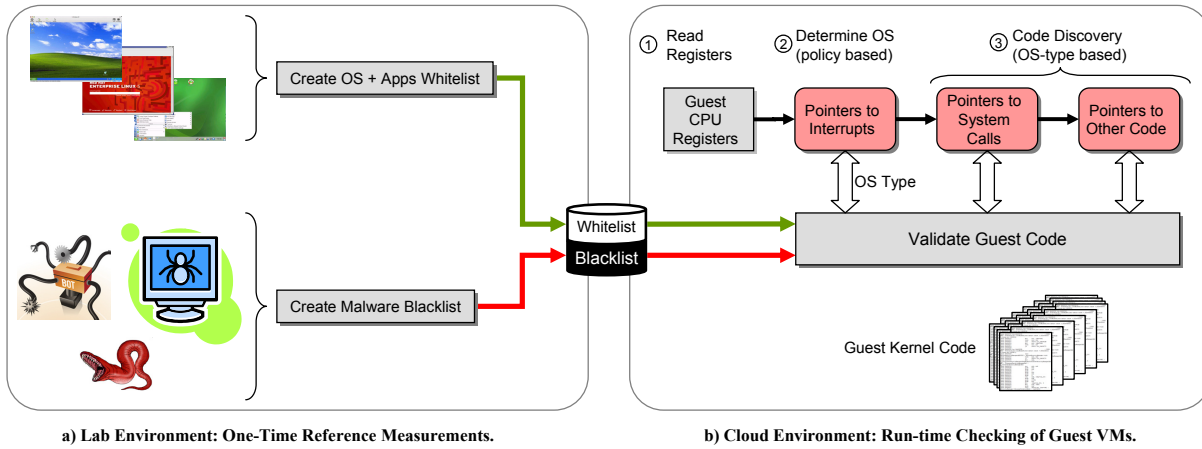 Create OS + Apps Whitelist
ENTERPRISE LINUX
BOT
Create Malware Blacklist
Whitelist
Blacklist
1 Read
Registers
2 Determine OS
(policy based)
3 Code Discovery
(OS-type based)
Guest
CPU
Registers
Pointers to
Interrupts
Pointers to
System
Calls
Pointers to
Other Code
OS Type
Validate Guest Code
Guest Kernel Code
a) Lab Environment: One-Time Reference Measurements.
b) Cloud Environment: Run-time Checking of Guest VMs.